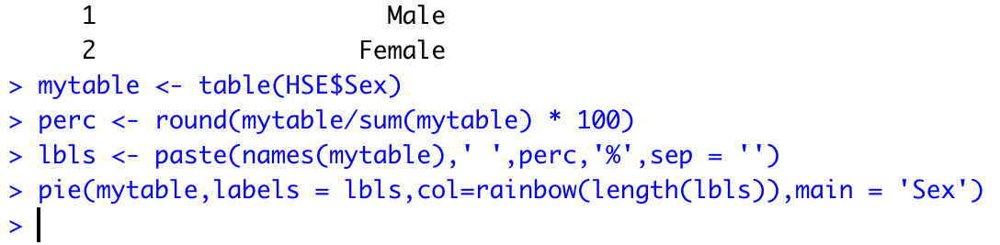 1 Male
2 Female
> mytable <- table(HSE$Sex)
> perc <- round(mytable/sum(mytable) * 100)
> lbls <- paste(names(mytable),' ',perc,'%',sep = '')
> pie(mytable,labels = lbls,col=rainbow(length(lbls)),main = 'Sex')
>